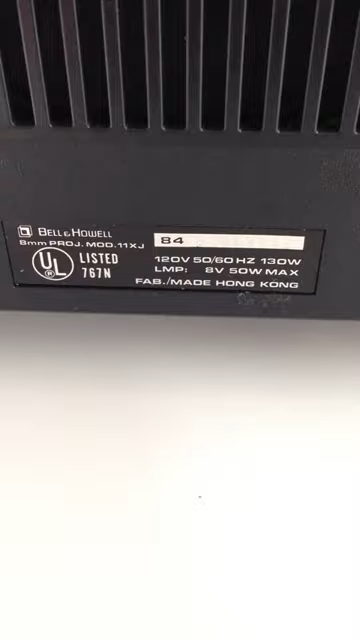 BELL & HOWELL
8mm PROJ. MOD. 11XJ 84
UL LISTED 767N
120V 50/60 HZ 130W
LMP: 8V 50W MAX
FAB./MADE HONG KONG